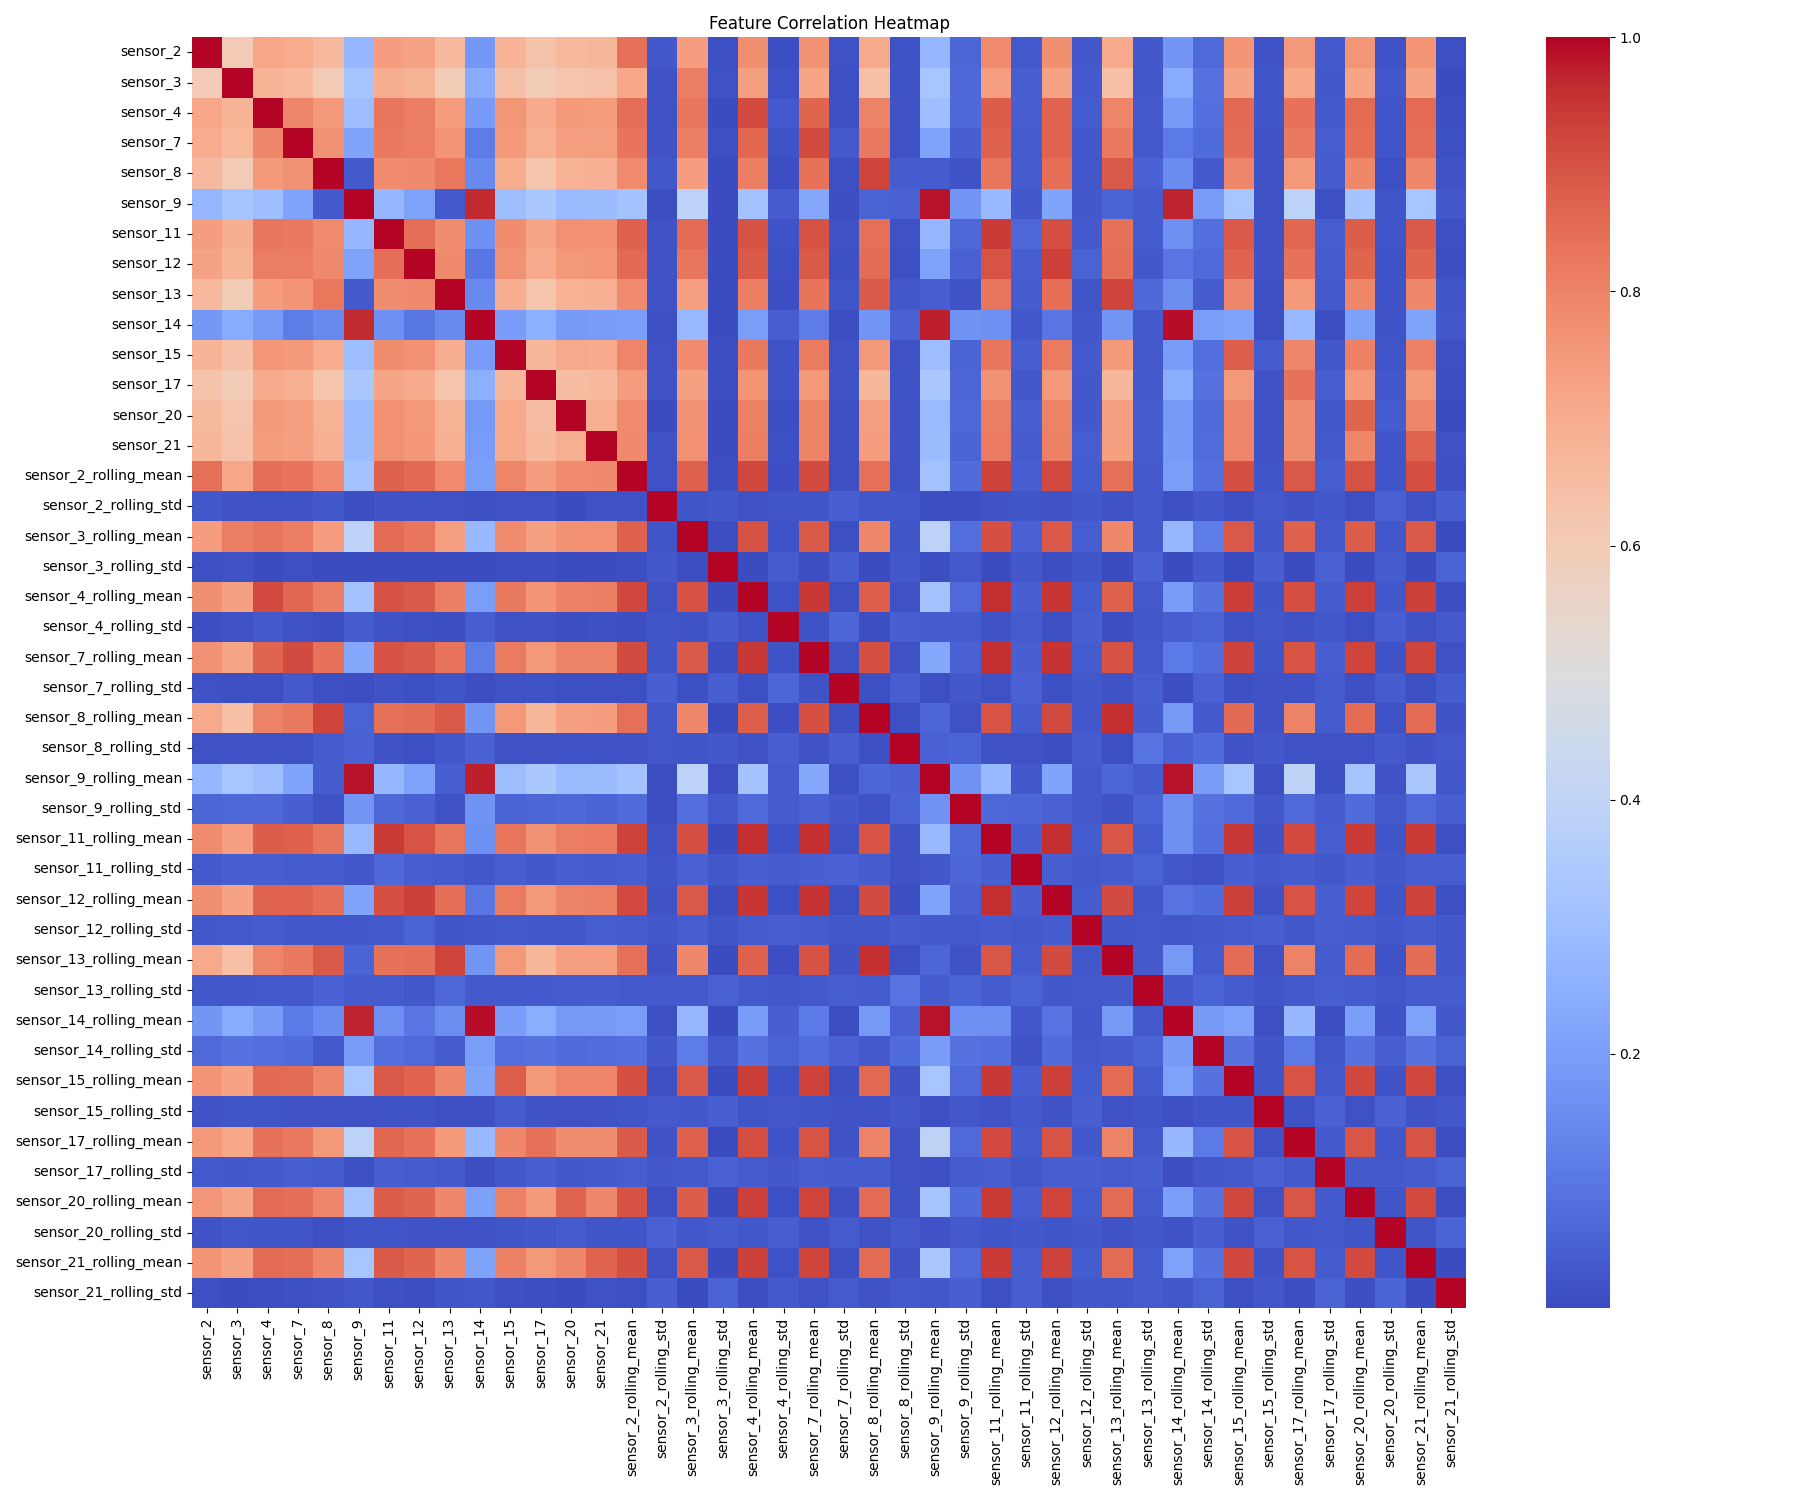 Feature Correlation Heatmap
sensor_2
sensor_3
sensor_4
sensor_7
sensor_8
sensor_9
sensor_11
sensor_12
sensor_13
sensor_14
sensor_15
sensor_17
sensor_20
sensor_21
sensor_2_rolling_mean
sensor_2_rolling_std
sensor_3_rolling_mean
sensor_3_rolling_std
sensor_4_rolling_mean
sensor_4_rolling_std
sensor_7_rolling_mean
sensor_7_rolling_std
sensor_8_rolling_mean
sensor_8_rolling_std
sensor_9_rolling_mean
sensor_9_rolling_std
sensor_11_rolling_mean
sensor_11_rolling_std
sensor_12_rolling_mean
sensor_12_rolling_std
sensor_13_rolling_mean
sensor_13_rolling_std
sensor_14_rolling_mean
sensor_14_rolling_std
sensor_15_rolling_mean
sensor_15_rolling_std
sensor_17_rolling_mean
sensor_17_rolling_std
sensor_20_rolling_mean
sensor_20_rolling_std
sensor_21_rolling_mean
sensor_21_rolling_std
sensor_2
sensor_3
sensor_4
sensor_7
sensor_8
sensor_9
sensor_11
sensor_12
sensor_13
sensor_14
sensor_15
sensor_17
sensor_20
sensor_21
sensor_2_rolling_mean
sensor_2_rolling_std
sensor_3_rolling_mean
sensor_3_rolling_std
sensor_4_rolling_mean
sensor_4_rolling_std
sensor_7_rolling_mean
sensor_7_rolling_std
sensor_8_rolling_mean
sensor_8_rolling_std
sensor_9_rolling_mean
sensor_9_rolling_std
sensor_11_rolling_mean
sensor_11_rolling_std
sensor_12_rolling_mean
sensor_12_rolling_std
sensor_13_rolling_mean
sensor_13_rolling_std
sensor_14_rolling_mean
sensor_14_rolling_std
sensor_15_rolling_mean
sensor_15_rolling_std
sensor_17_rolling_mean
sensor_17_rolling_std
sensor_20_rolling_mean
sensor_20_rolling_std
sensor_21_rolling_mean
sensor_21_rolling_std
1.0
0.8
0.6
0.4
0.2